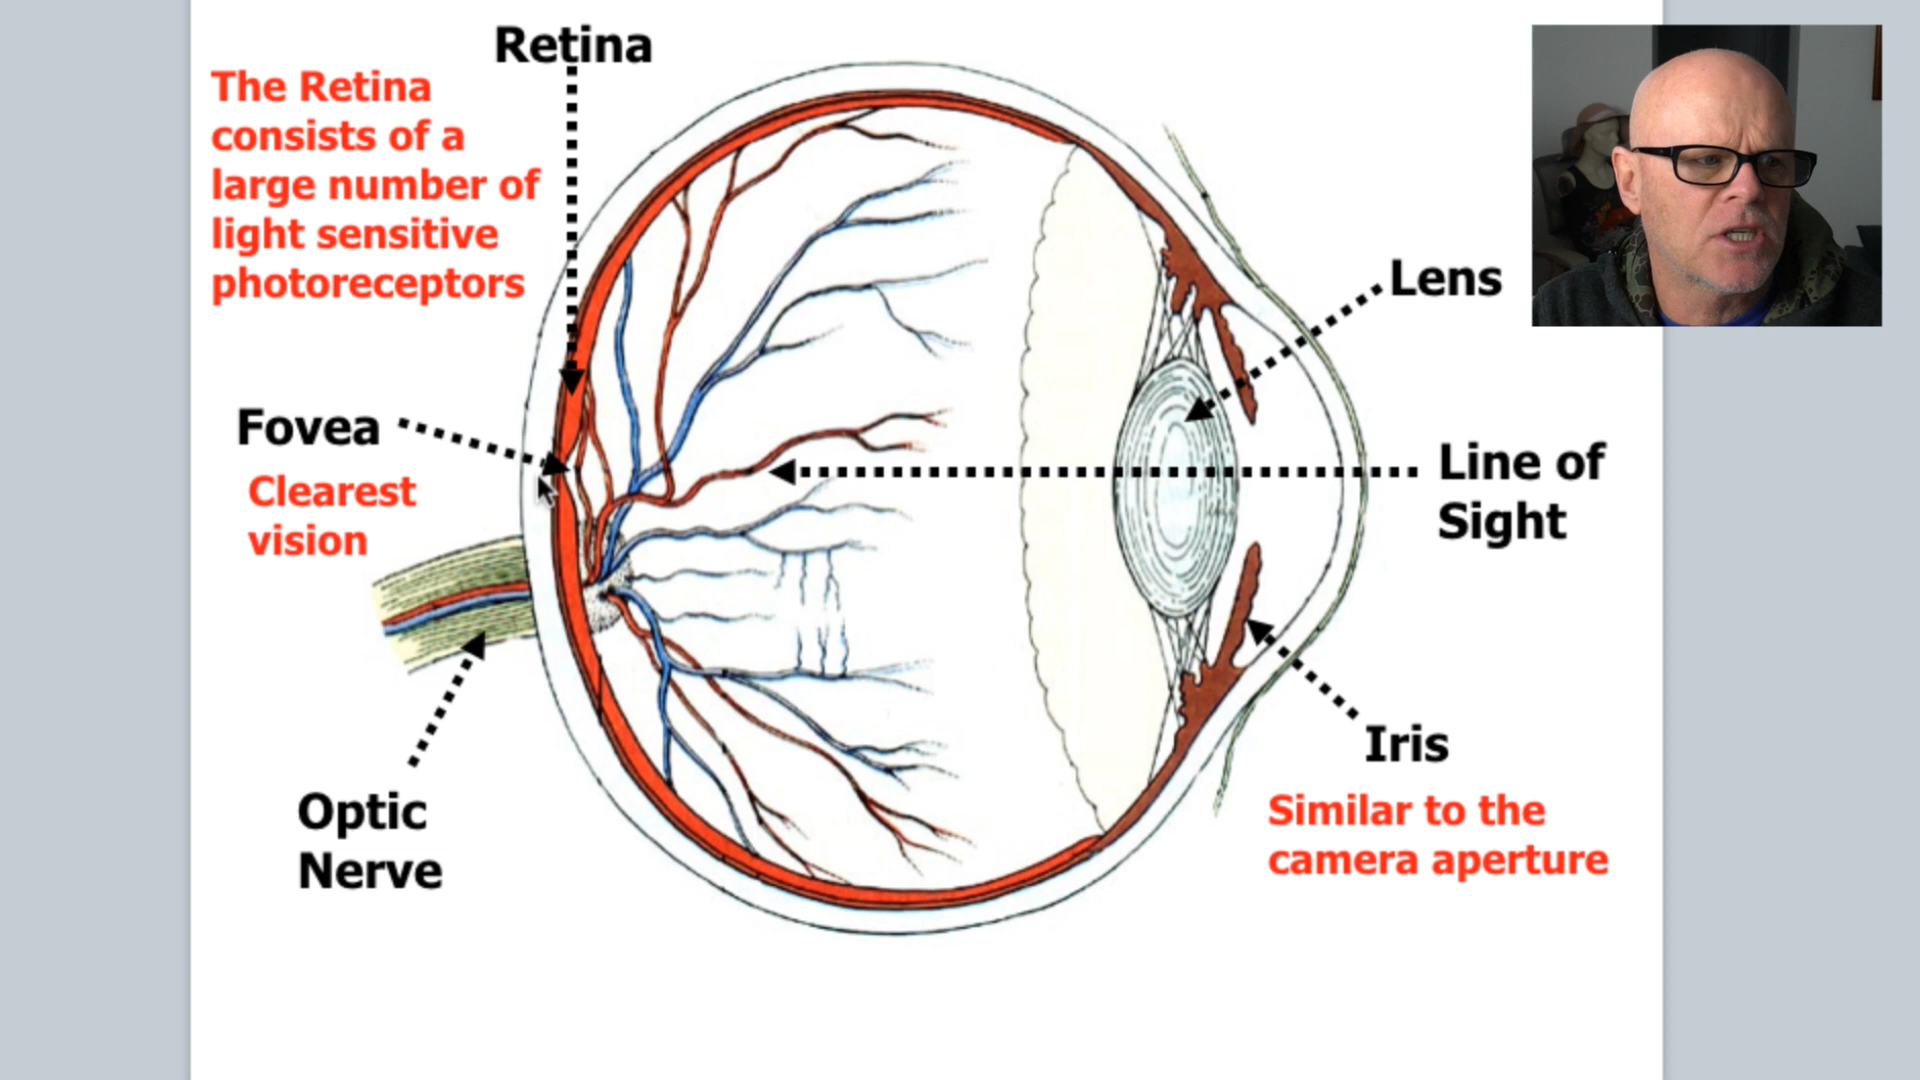 Retina
The Retina
consists of a
large number of
light sensitive
photoreceptors
Lens
Fovea
Clearest
vision
Line of
Sight
Optic
Nerve
Iris
Similar to the
camera aperture